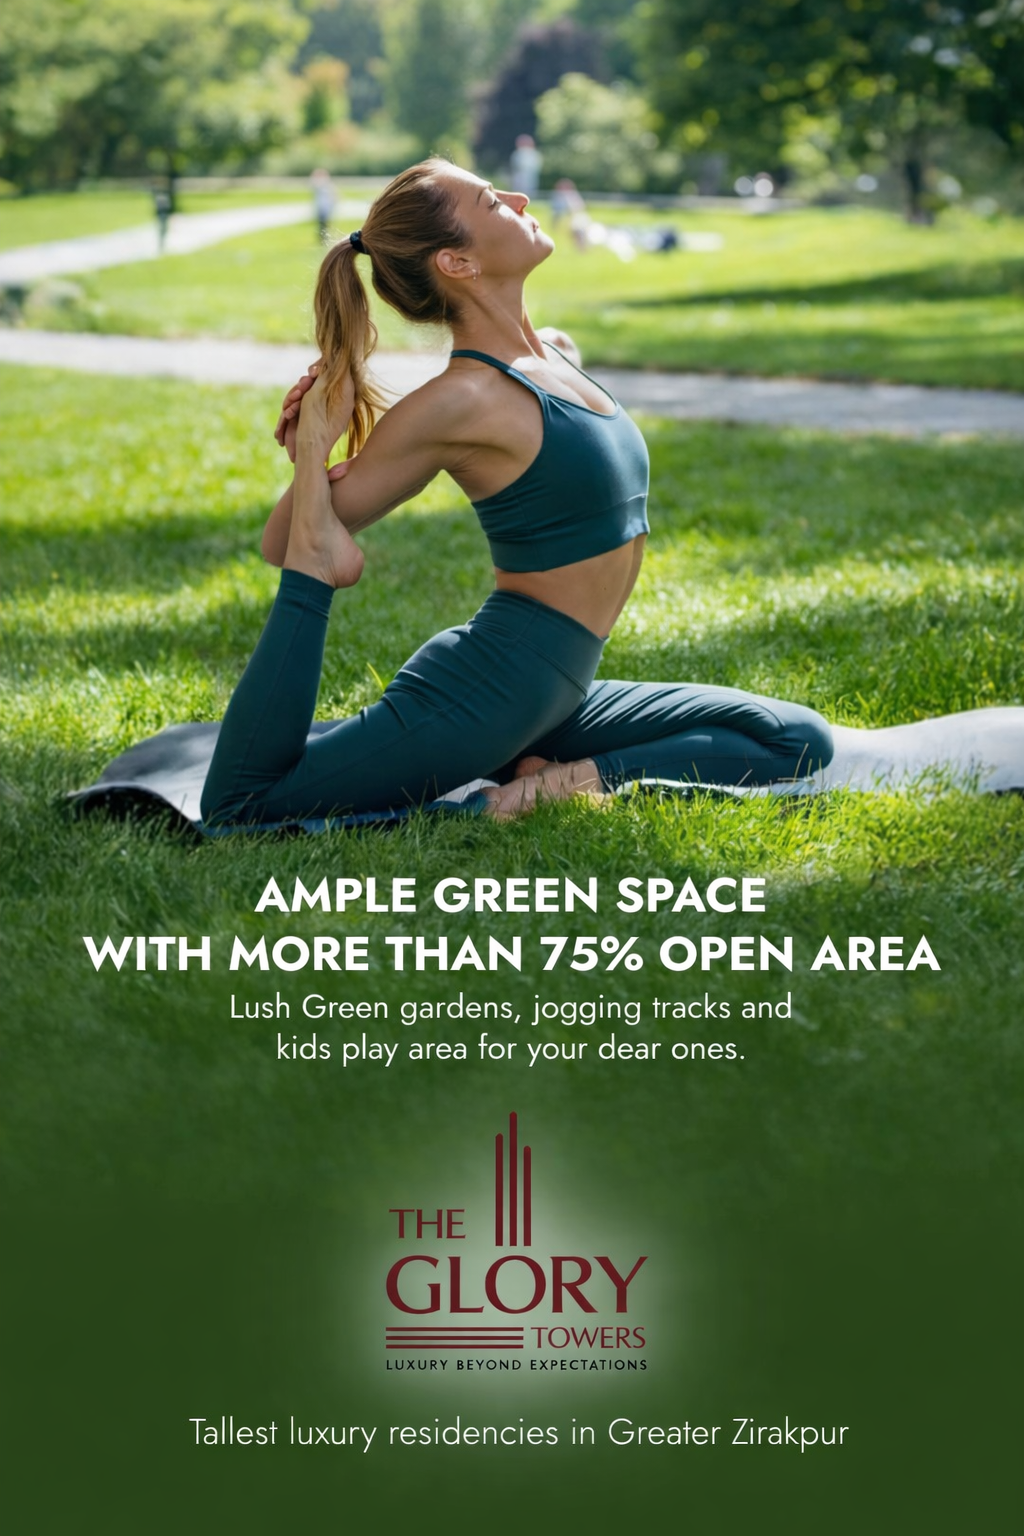 AMPLE GREEN SPACE
WITH MORE THAN 75% OPEN AREA
Lush Green gardens, jogging tracks and
kids play area for your dear ones.
THE
GLORY
TOWERS
LUXURY BEYOND EXPECTATIONS
Tallest luxury residencies in Greater Zirakpur